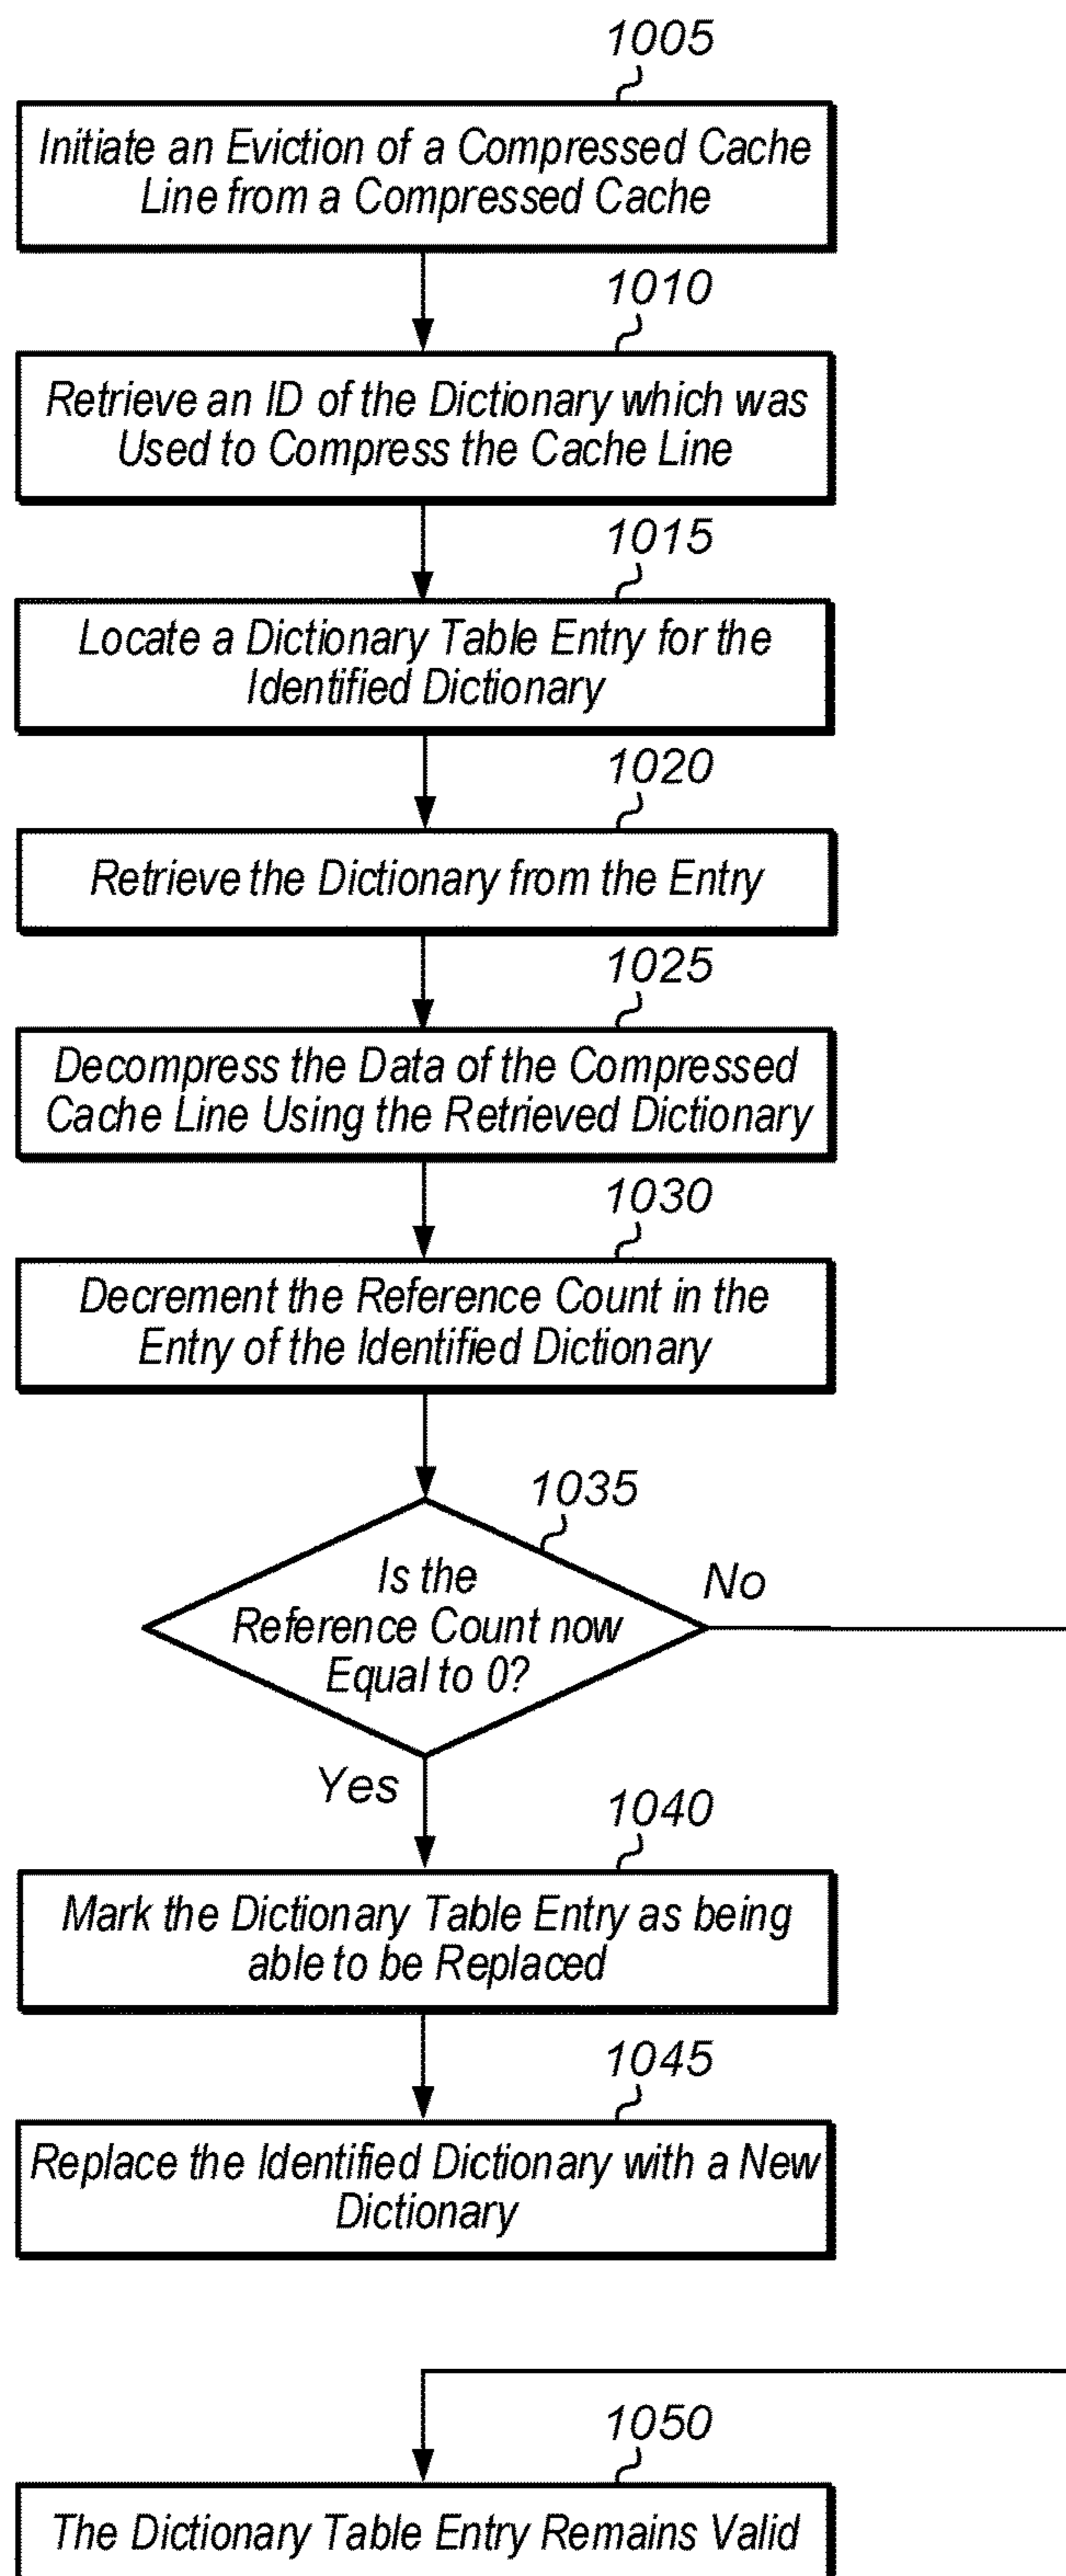 1005
Initiate an Eviction of a Compressed Cache
Line from a Compressed Cache
1010
Retrieve an ID of the Dictionary which was
Used to Compress the Cache Line
1015
Locate a Dictionary Table Entry for the
Identified Dictionary
1020
Retrieve the Dictionary from the Entry
1025
Decompress the Data of the Compressed
Cache Line Using the Retrieved Dictionary
1030
Decrement the Reference Count in the
Entry of the Identified Dictionary
1035
Is the
Reference Count now
Equal to 0?
No
Yes
1040
Mark the Dictionary Table Entry as being
able to be Replaced
1045
Replace the Identified Dictionary with a New
Dictionary
1050
The Dictionary Table Entry Remains Valid